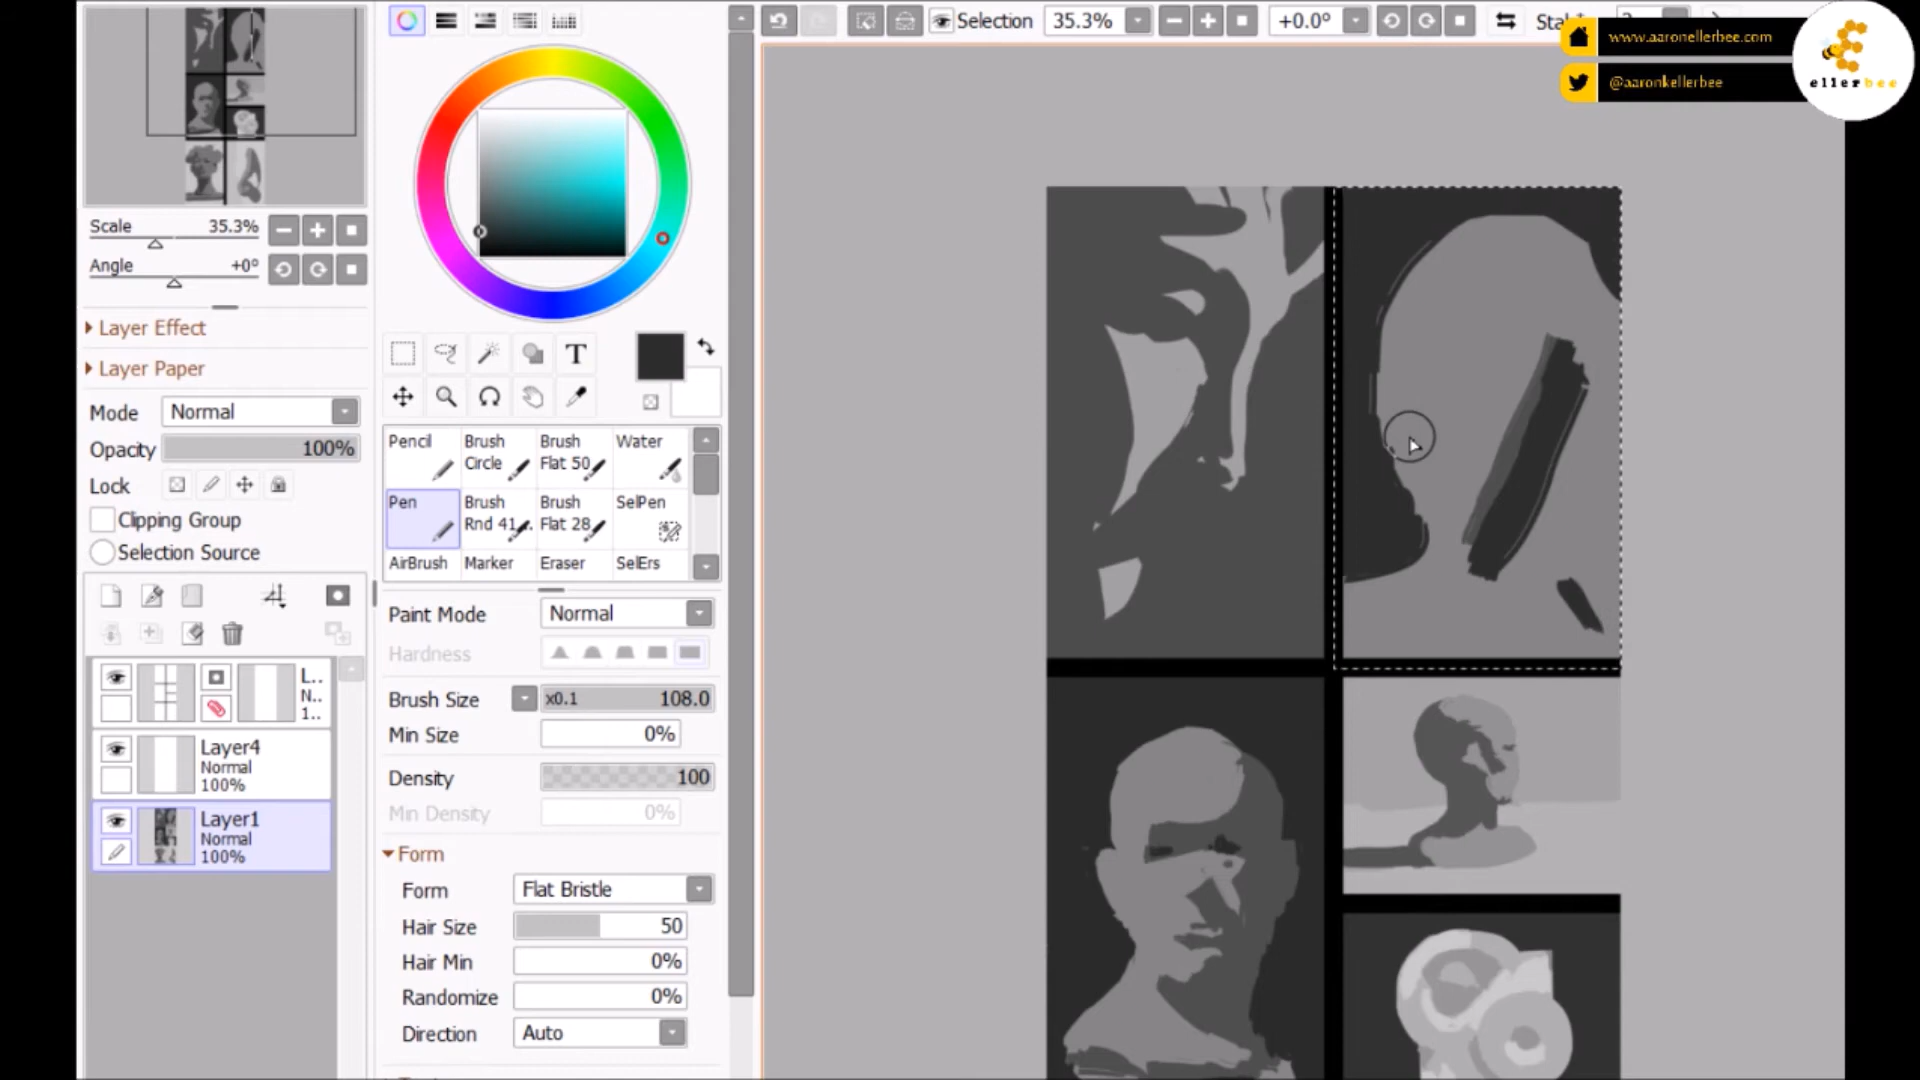 Selection
35.3%
+0.0°
www.aaronellerbee.com
@aaronkellerbee
ellerbee
Scale 35.3%
Angle +0°
Layer Effect
Layer Paper
Mode Normal
Opacity 100%
Lock
Clipping Group
Selection Source
L..
N..
1..
Layer4
Normal
100%
Layer1
Normal
100%
T
Pencil
Brush Circle
Brush Flat 50
Water
Pen
Brush Rnd 41..
Brush Flat 28
SelPen
AirBrush
Marker
Eraser
SelErs
Paint Mode Normal
Hardness
Brush Size x0.1 108.0
Min Size 0%
Density 100
Min Density 0%
Form
Form Flat Bristle
Hair Size 50
Hair Min 0%
Randomize 0%
Direction Auto